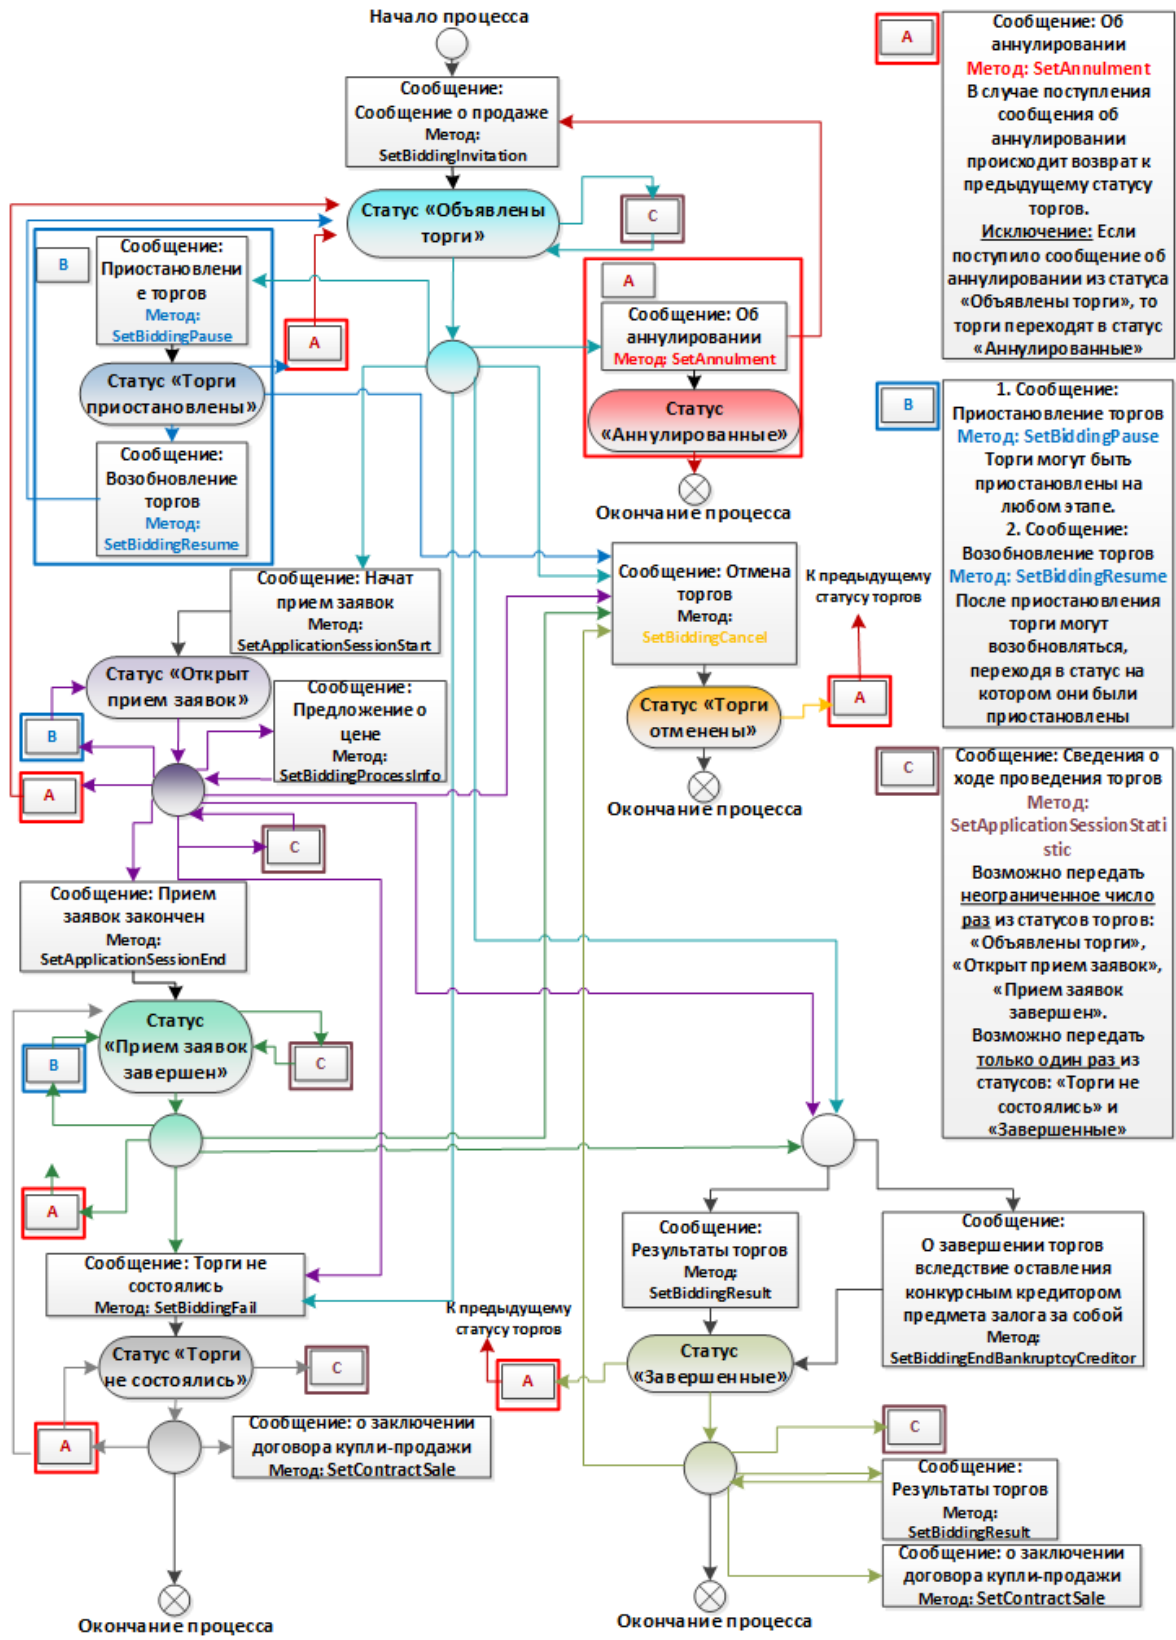 Начало процесса
Сообщение:
Сообщение о продаже
Метод:
SetBiddingInvitation
Статус «Объявлены
торги»
C
B
Сообщение:
Приостановлени
е торгов
Метод:
SetBiddingPause
A
Статус «Торги
приостановлены»
Сообщение:
Возобновление
торгов
Метод:
SetBiddingResume
A
Сообщение: Об
аннулировании
Метод: SetAnnulment
Статус
«Аннулированные»
Окончание процесса
Сообщение: Начат
прием заявок
Метод:
SetApplicationSessionStart
Сообщение: Отмена
торгов
Метод:
SetBiddingCancel
К предыдущему
статусу торгов
A
Статус «Торги
отменены»
Окончание процесса
Статус «Открыт
прием заявок»
B
A
Сообщение:
Предложение о
цене
Метод:
SetBiddingProcessInfo
C
Сообщение: Прием
заявок закончен
Метод:
SetApplicationSessionEnd
Статус
«Прием заявок
завершен»
B
C
A
Сообщение: Торги не
состоялись
Метод: SetBiddingFail
Статус «Торги
не состоялись»
C
A
Сообщение: о заключении
договора купли-продажи
Метод: SetContractSale
Окончание процесса
Сообщение:
Результаты торгов
Метод:
SetBiddingResult
Сообщение:
О завершении торгов
вследствие оставления
конкурсным кредитором
предмета залога за собой
Метод:
SetBiddingEndBankruptcyCreditor
К предыдущему
статусу торгов
A
Статус
«Завершенные»
C
Сообщение:
Результаты торгов
Метод:
SetBiddingResult
Сообщение: о заключении
договора купли-продажи
Метод: SetContractSale
Окончание процесса
A
Сообщение: Об
аннулировании
Метод: SetAnnulment
В случае поступления
сообщения об
аннулировании
происходит возврат к
предыдущему статусу
торгов.
Исключение: Если
поступило сообщение об
аннулировании из статуса
«Объявлены торги», то
торги переходят в статус
«Аннулированные»
B
1. Сообщение:
Приостановление торгов
Метод: SetBiddingPause
Торги могут быть
приостановлены на
любом этапе.
2. Сообщение:
Возобновление торгов
Метод: SetBiddingResume
После приостановления
торги могут
возобновляться,
переходя в статус на
котором они были
приостановлены
C
Сообщение: Сведения о
ходе проведения торгов
Метод:
SetApplicationSessionStati
stic
Возможно передать
неограниченное число
раз из статусов торгов:
«Объявлены торги»,
«Открыт прием заявок»,
«Прием заявок
завершен».
Возможно передать
только один раз из
статусов: «Торги не
состоялись» и
«Завершенные»